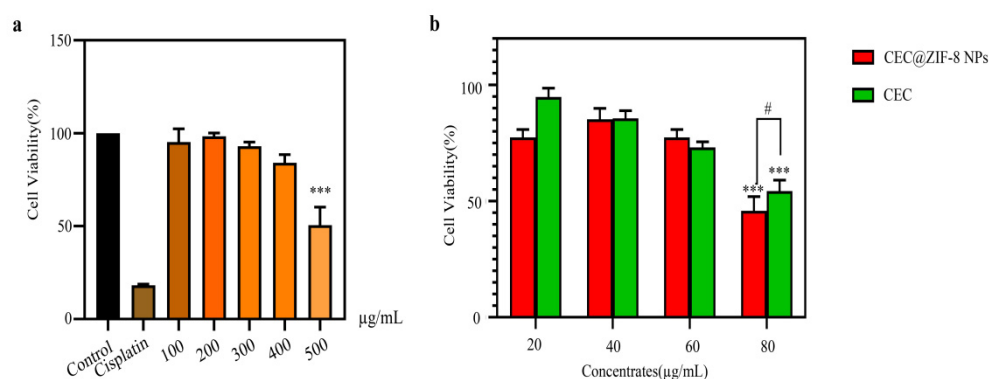 a
Cell Viability(%)
150
100
50
0
***
µg/mL
Control
Cisplatin
100
200
300
400
500
b
Cell Viability(%)
100
50
0
#
***
***
20
40
60
80
Concentrates(µg/mL)
CEC@ZIF-8 NPs
CEC